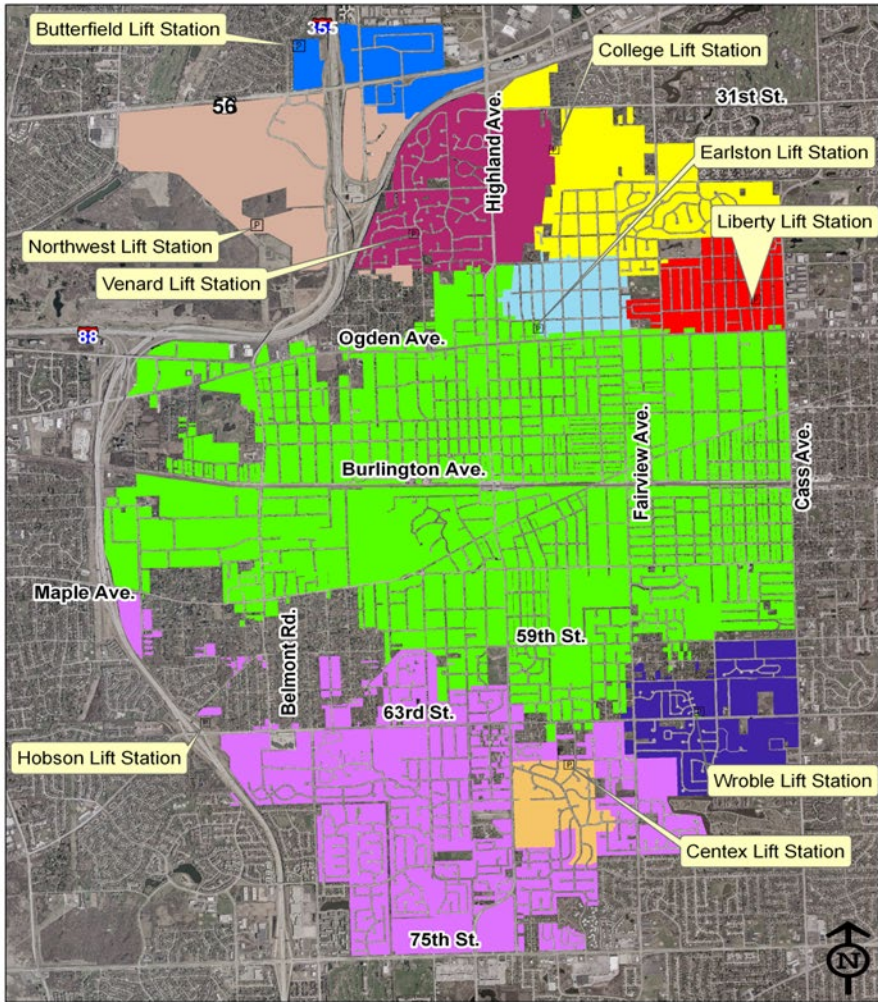 Butterfield Lift Station
355
College Lift Station
56
31st St.
Highland Ave.
Earlston Lift Station
P
P
Liberty Lift Station
P
P
Northwest Lift Station
Venard Lift Station
P
88
Ogden Ave.
Fairview Ave.
Burlington Ave.
Cass Ave.
Maple Ave.
59th St.
Belmont Rd.
63rd St.
Hobson Lift Station
P
Wroble Lift Station
Centex Lift Station
75th St.
N